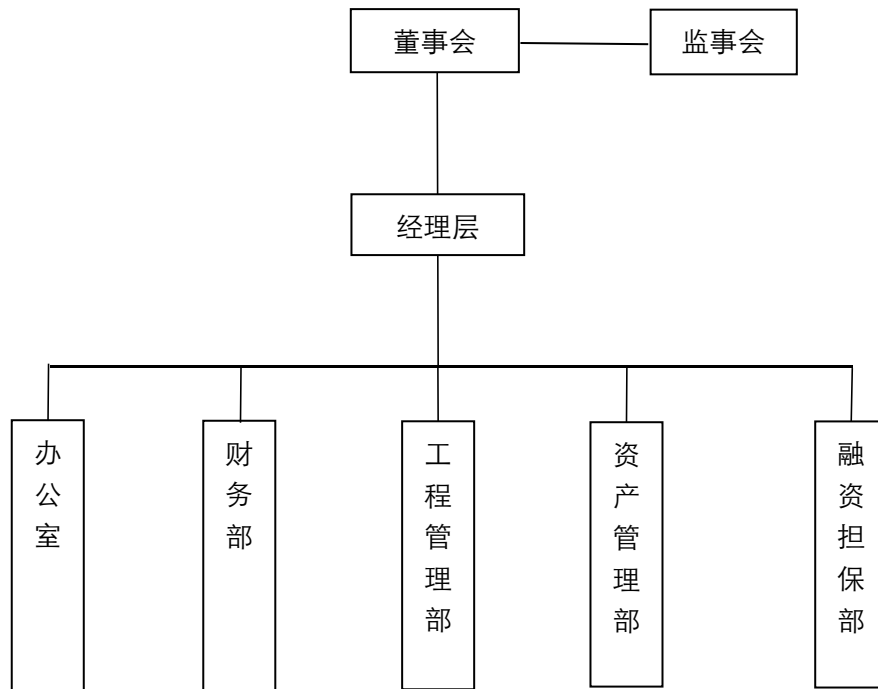 董事会
监事会
经理层
办公室
财务部
工程管理部
资产管理部
融资担保部